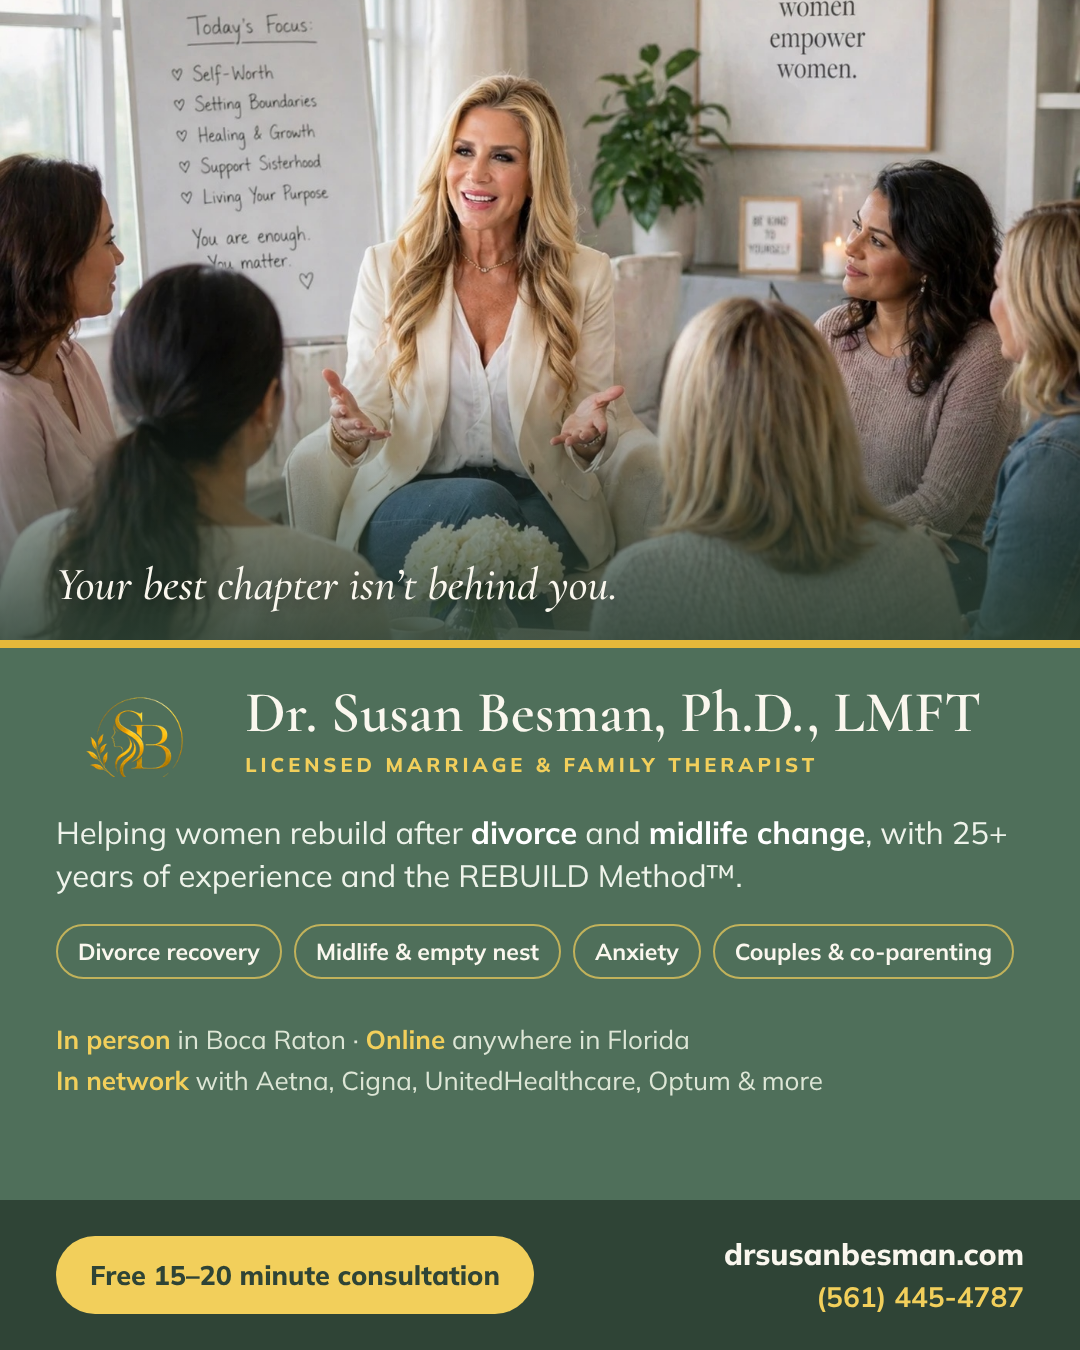 Today's Focus:
♡ Self-Worth
♡ Setting Boundaries
♡ Healing & Growth
♡ Support Sisterhood
♡ Living Your Purpose
You are enough.
You matter.
♡
women
empower
women.
BE KIND
TO
YOURSELF
Your best chapter isn’t behind you.
SB
Dr. Susan Besman, Ph.D., LMFT
LICENSED MARRIAGE & FAMILY THERAPIST
Helping women rebuild after divorce and midlife change, with 25+
years of experience and the REBUILD Method™.
Divorce recovery
Midlife & empty nest
Anxiety
Couples & co-parenting
In person in Boca Raton · Online anywhere in Florida
In network with Aetna, Cigna, UnitedHealthcare, Optum & more
Free 15–20 minute consultation
drsusanbesman.com
(561) 445-4787